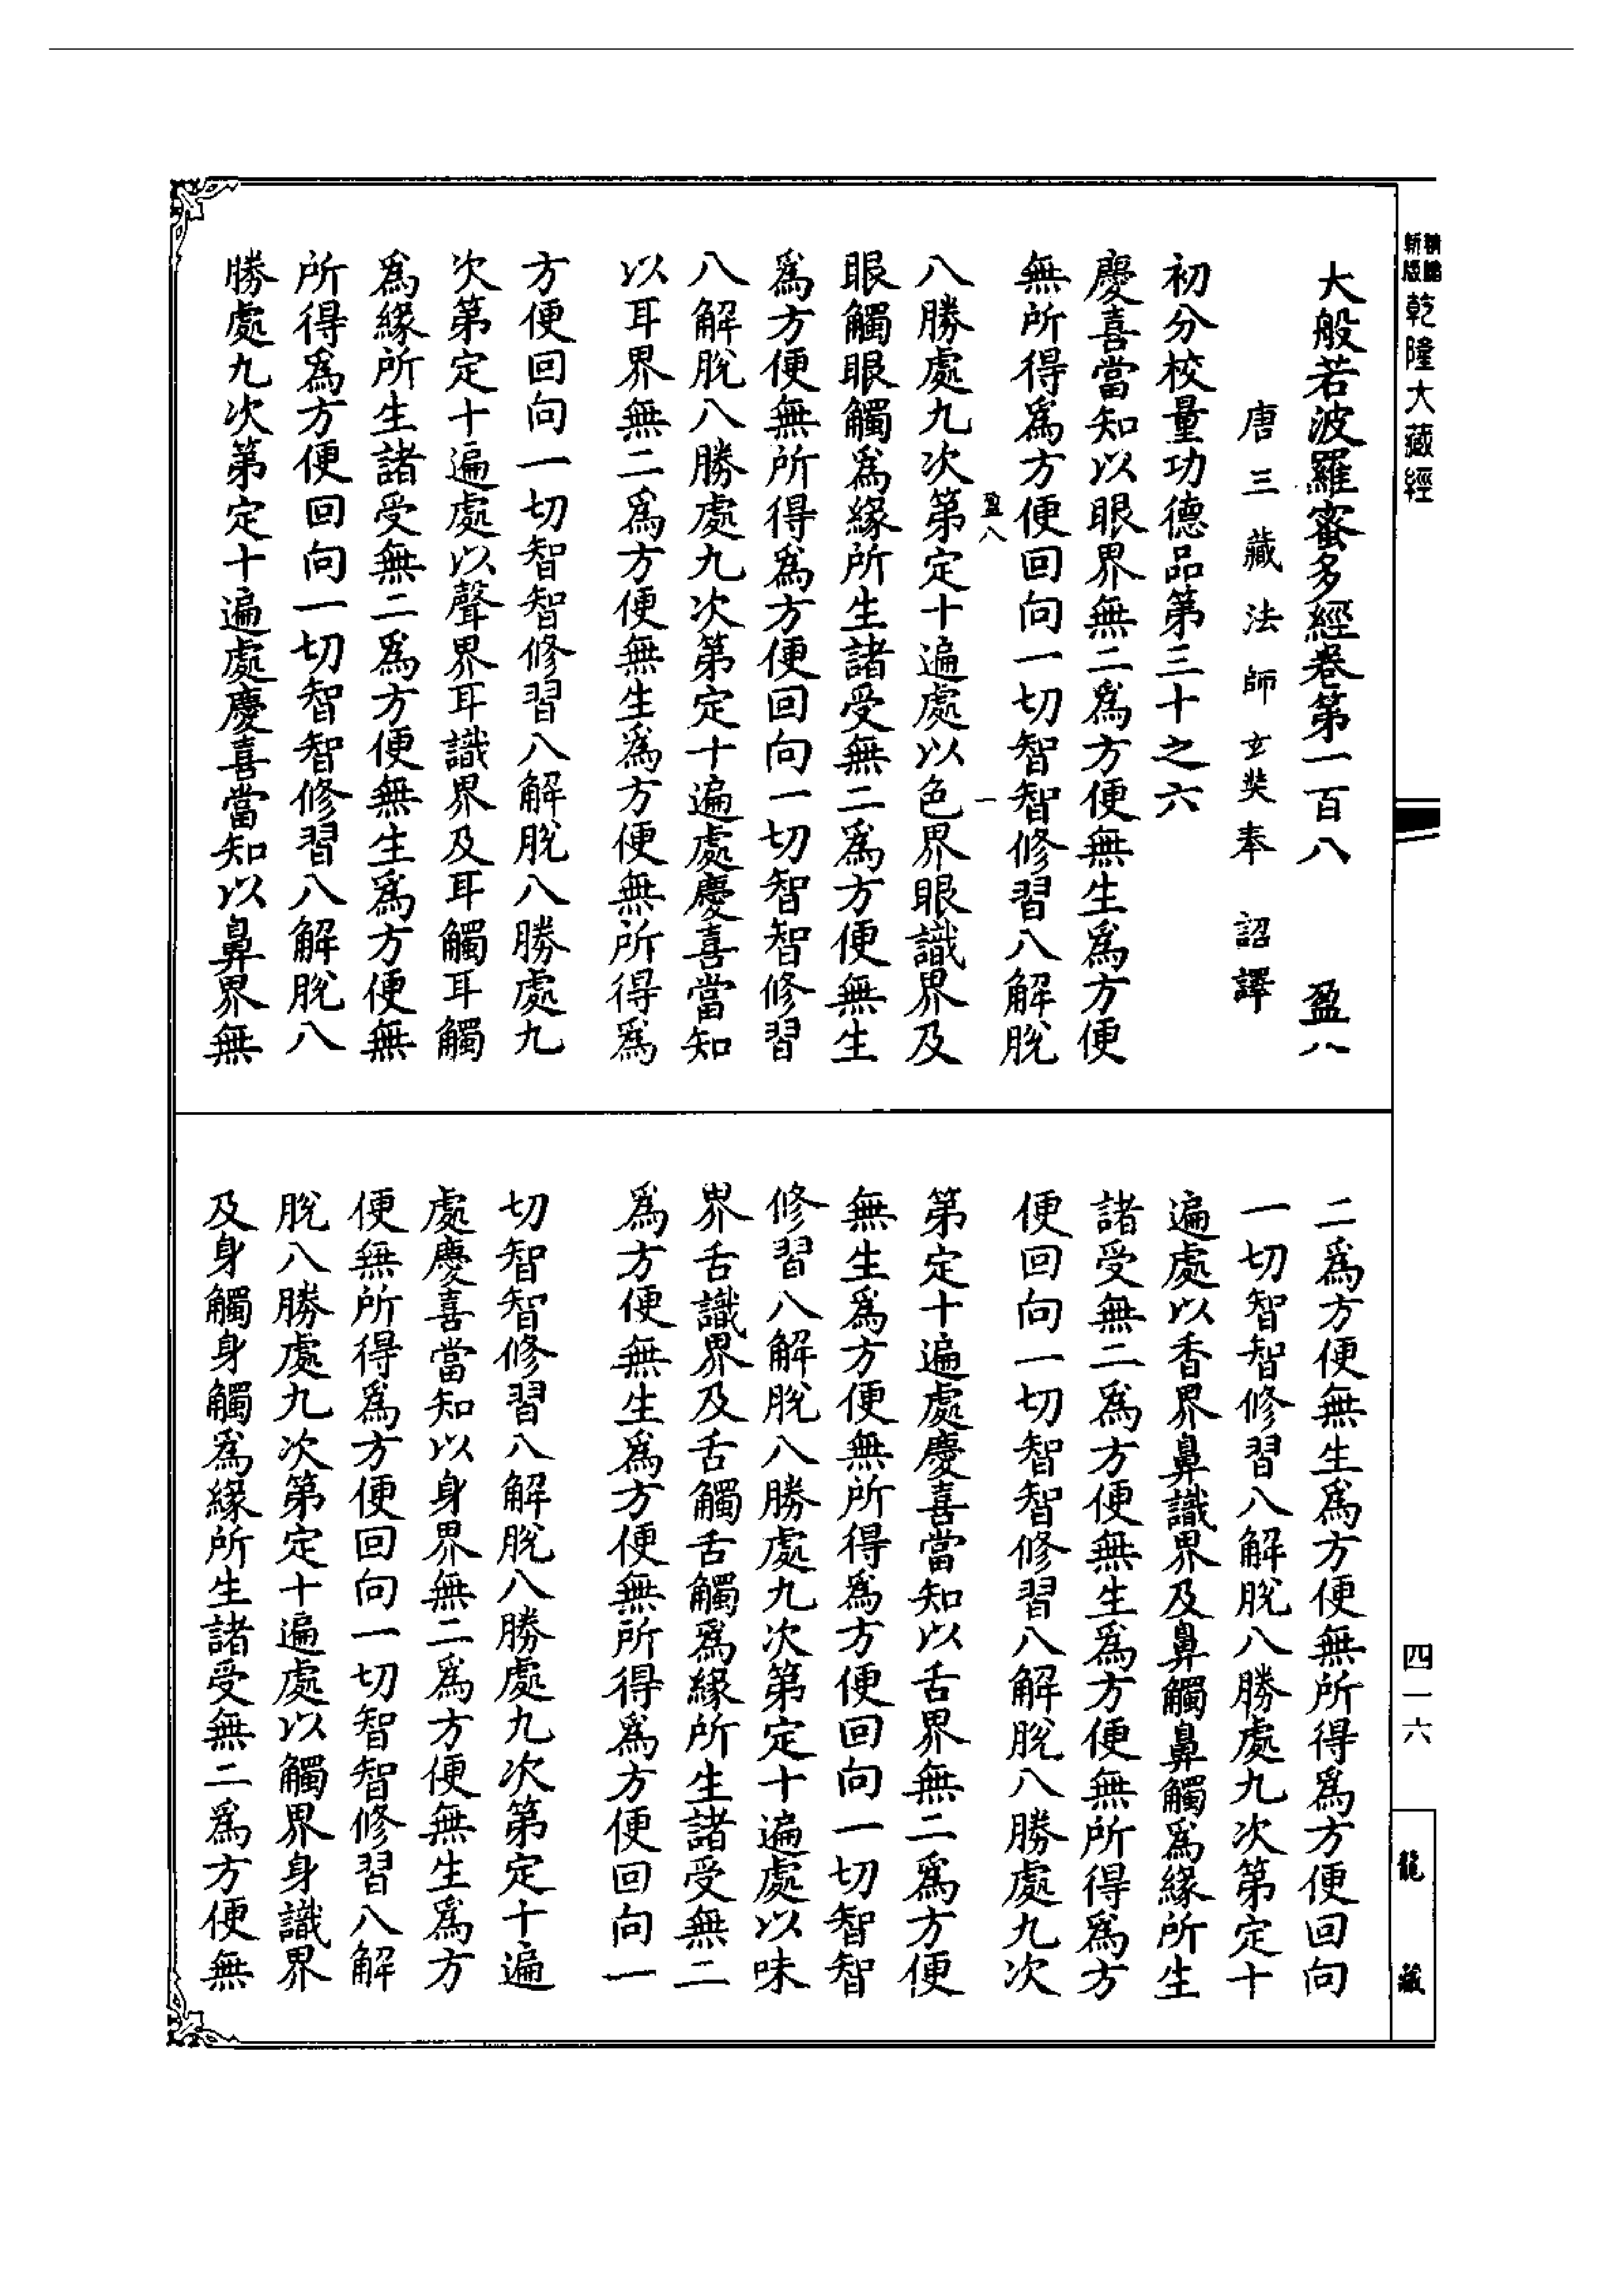 大般若波羅蜜多經卷第一百八　盈八
唐三藏法師玄奘奉　詔譯
初分校量功德品第三十之六
慶喜當知以眼界無二爲方便無生爲方便
無所得爲方便回向一切智智修習八解脫
盈八　一
八勝處九次第定十遍處以色界眼識界及
眼觸眼觸爲緣所生諸受無二爲方便無生
爲方便無所得爲方便回向一切智智修習
八解脫八勝處九次第定十遍處慶喜當知
以耳界無二爲方便無生爲方便無所得爲
方便回向一切智智修習八解脫八勝處九
次第定十遍處以聲界耳識界及耳觸耳觸
爲緣所生諸受無二爲方便無生爲方便無
所得爲方便回向一切智智修習八解脫八
勝處九次第定十遍處慶喜當知以鼻界無
二爲方便無生爲方便無所得爲方便回向
一切智智修習八解脫八勝處九次第定十
遍處以香界鼻識界及鼻觸鼻觸爲緣所生
諸受無二爲方便無生爲方便無所得爲方
便回向一切智智修習八解脫八勝處九次
第定十遍處慶喜當知以舌界無二爲方便
無生爲方便無所得爲方便回向一切智智
修習八解脫八勝處九次第定十遍處以味
界舌識界及舌觸舌觸爲緣所生諸受無二
爲方便無生爲方便無所得爲方便回向一
切智智修習八解脫八勝處九次第定十遍
處慶喜當知以身界無二爲方便無生爲方
便無所得爲方便回向一切智智修習八解
脫八勝處九次第定十遍處以觸界身識界
及身觸身觸爲緣所生諸受無二爲方便無
新版
乾隆大藏經
四一六
龍藏